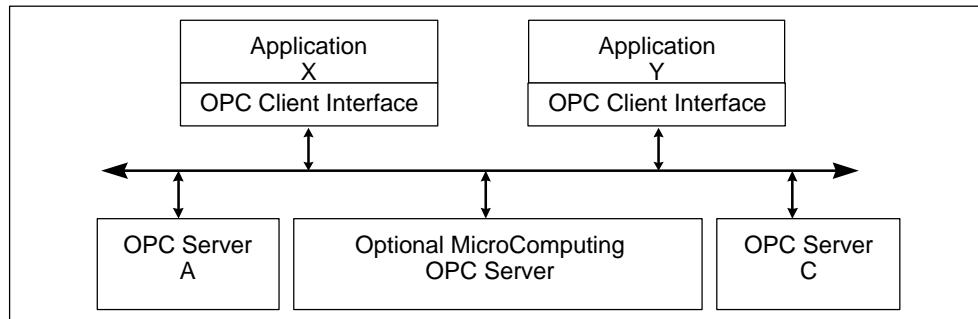 Application
X
OPC Client Interface
Application
Y
OPC Client Interface
OPC Server
A
Optional MicroComputing
OPC Server
OPC Server
C